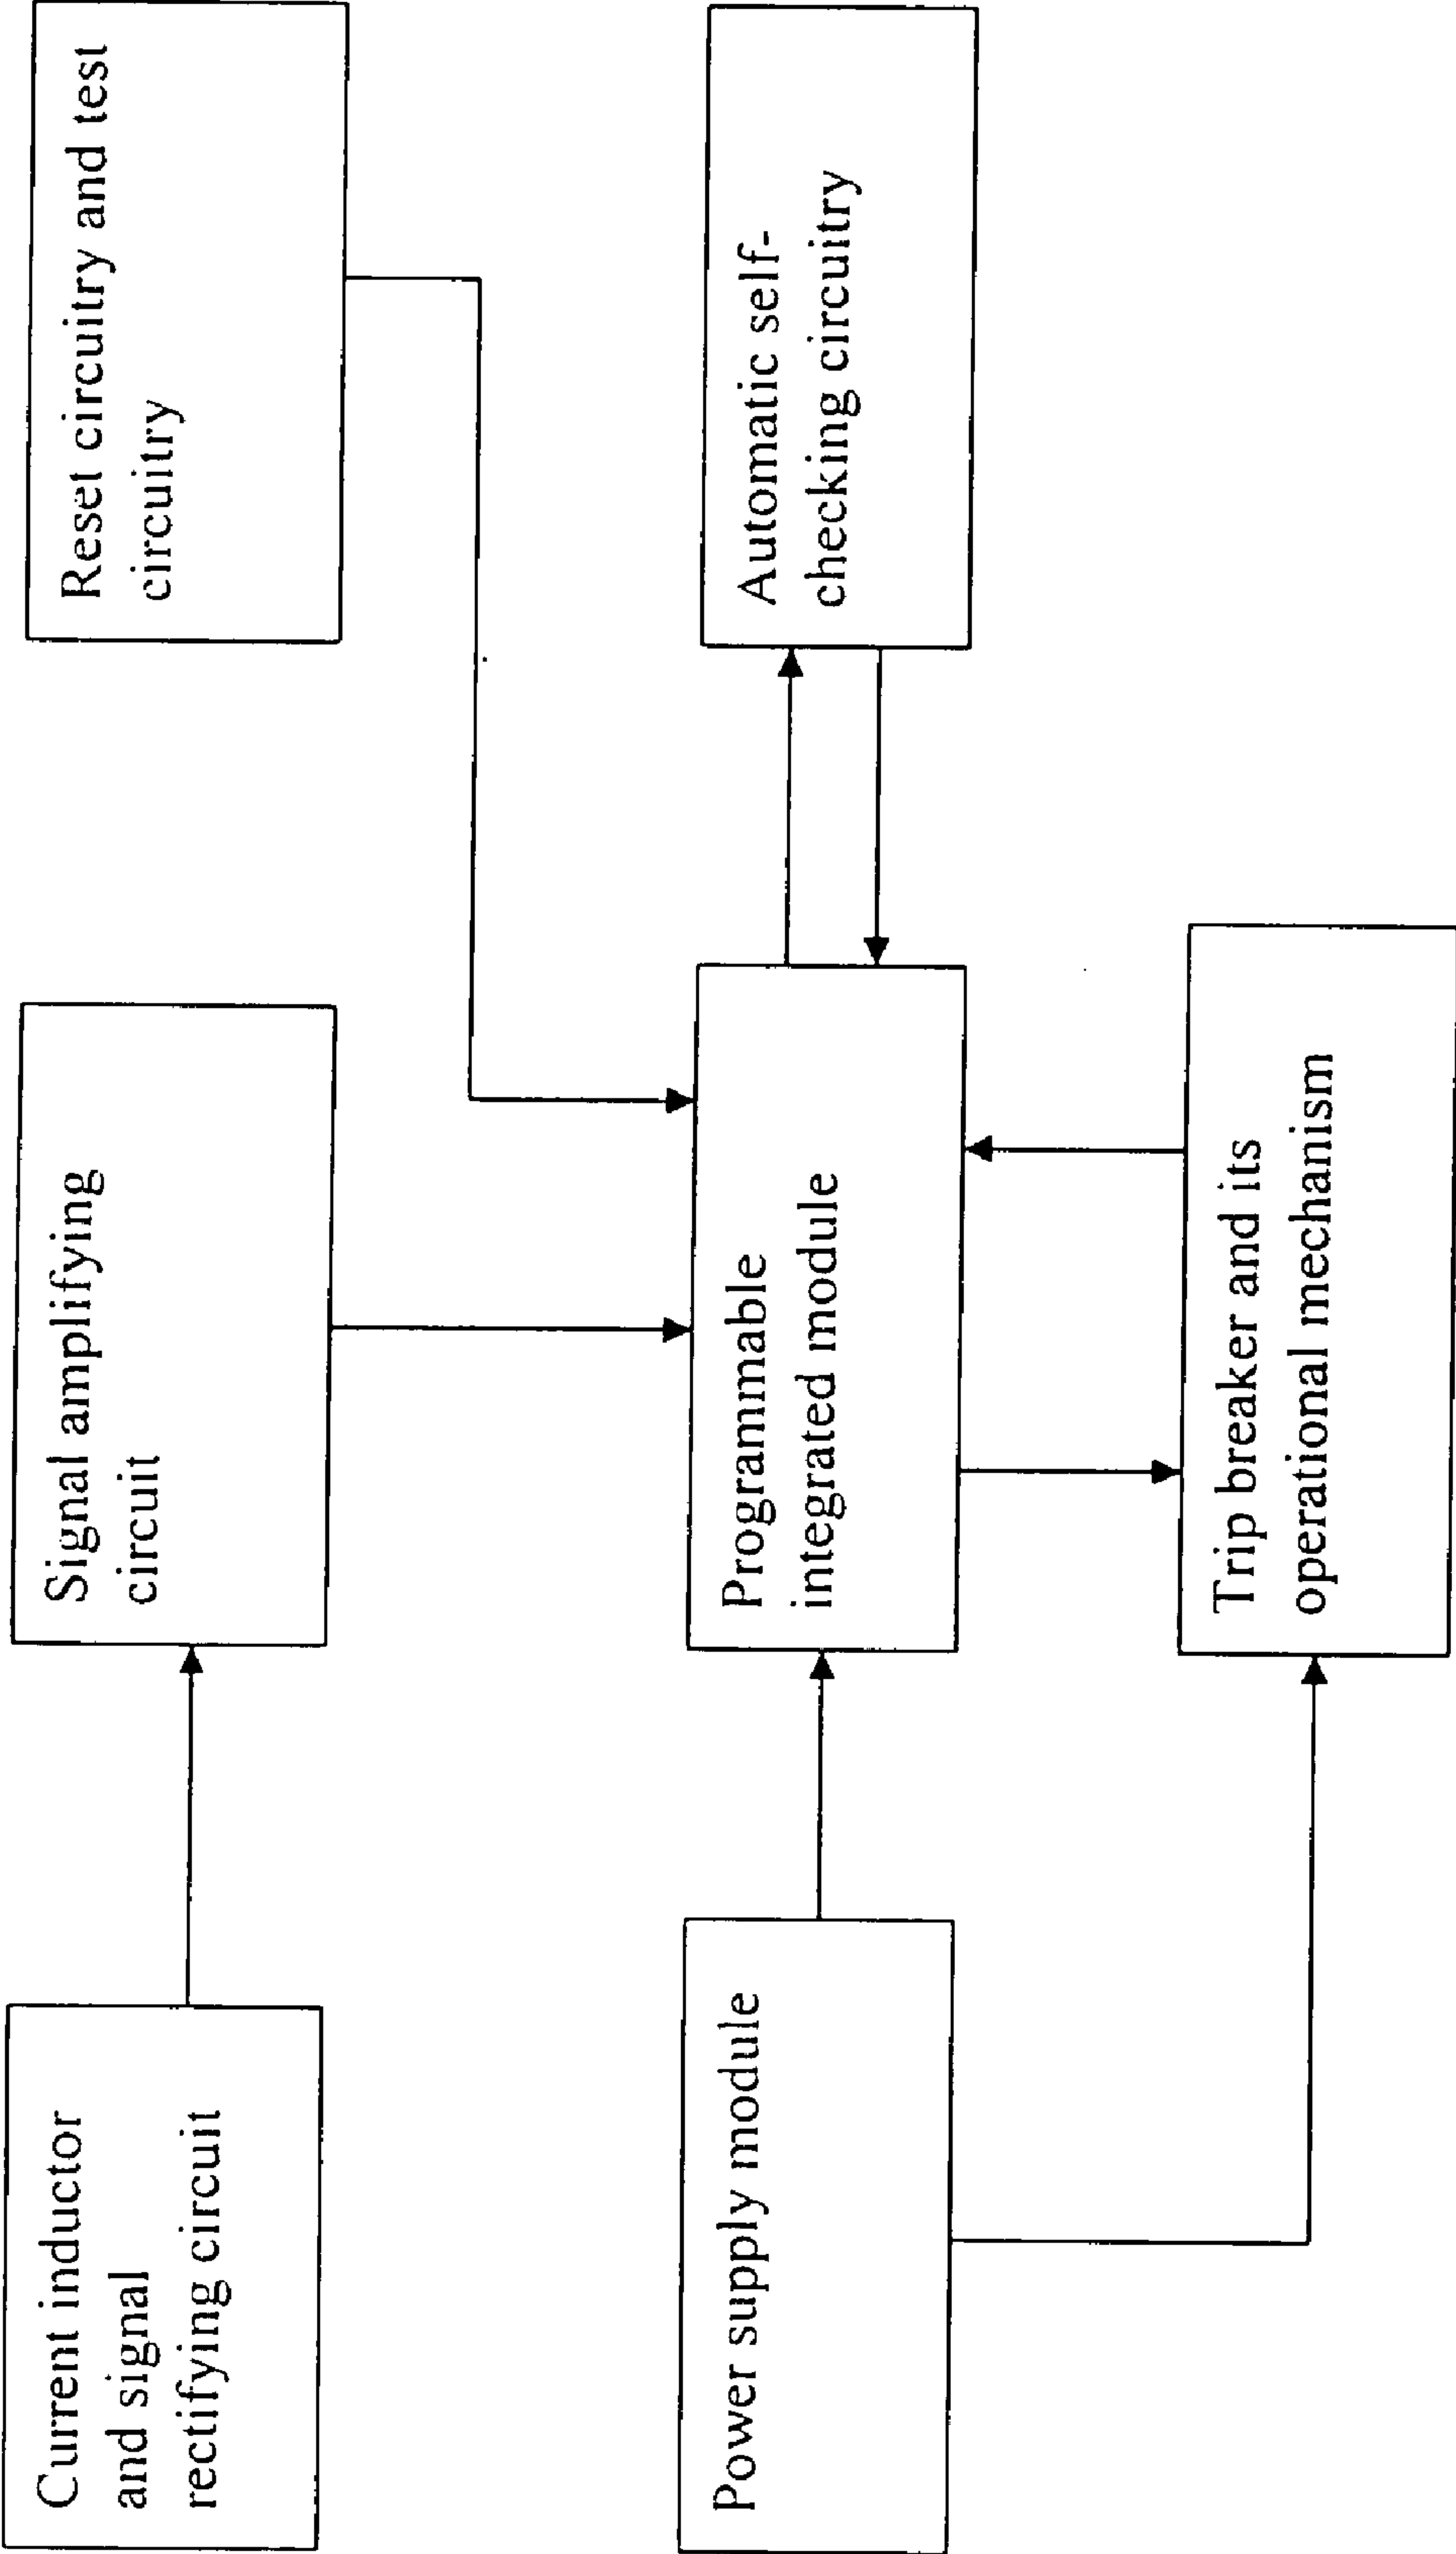 Current inductor
and signal
rectifying circuit
Signal amplifying
circuit
Reset circuitry and test
circuitry
Power supply module
Programmable
integrated module
Automatic self-
checking circuitry
Trip breaker and its
operational mechanism